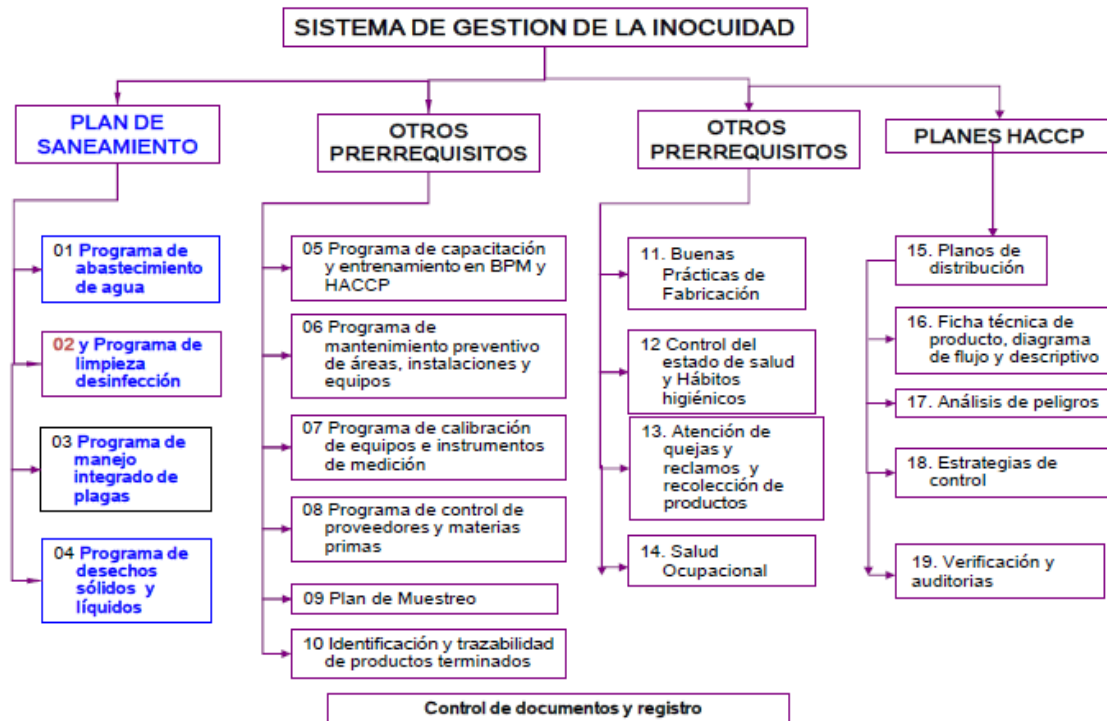 SISTEMA DE GESTION DE LA INOCUIDAD
PLAN DE
SANEAMIENTO
01 Programa de
abastecimiento
de agua
02 y Programa de
limpieza
desinfección
03 Programa de
manejo
integrado de
plagas
04 Programa de
desechos
sólidos y
líquidos
OTROS
PRERREQUISITOS
05 Programa de capacitación
y entrenamiento en BPM y
HACCP
06 Programa de
mantenimiento preventivo
de áreas, instalaciones y
equipos
07 Programa de calibración
de equipos e instrumentos
de medición
08 Programa de control de
proveedores y materias
primas
09 Plan de Muestreo
10 Identificación y trazabilidad
de productos terminados
OTROS
PRERREQUISITOS
11. Buenas
Prácticas de
Fabricación
12 Control del
estado de salud
y Hábitos
higiénicos
13. Atención de
quejas y
reclamos y
recolección de
productos
14. Salud
Ocupacional
PLANES HACCP
15. Planos de
distribución
16. Ficha técnica de
producto, diagrama
de flujo y descriptivo
17. Análisis de peligros
18. Estrategias de
control
19. Verificación y
auditorias
Control de documentos y registro